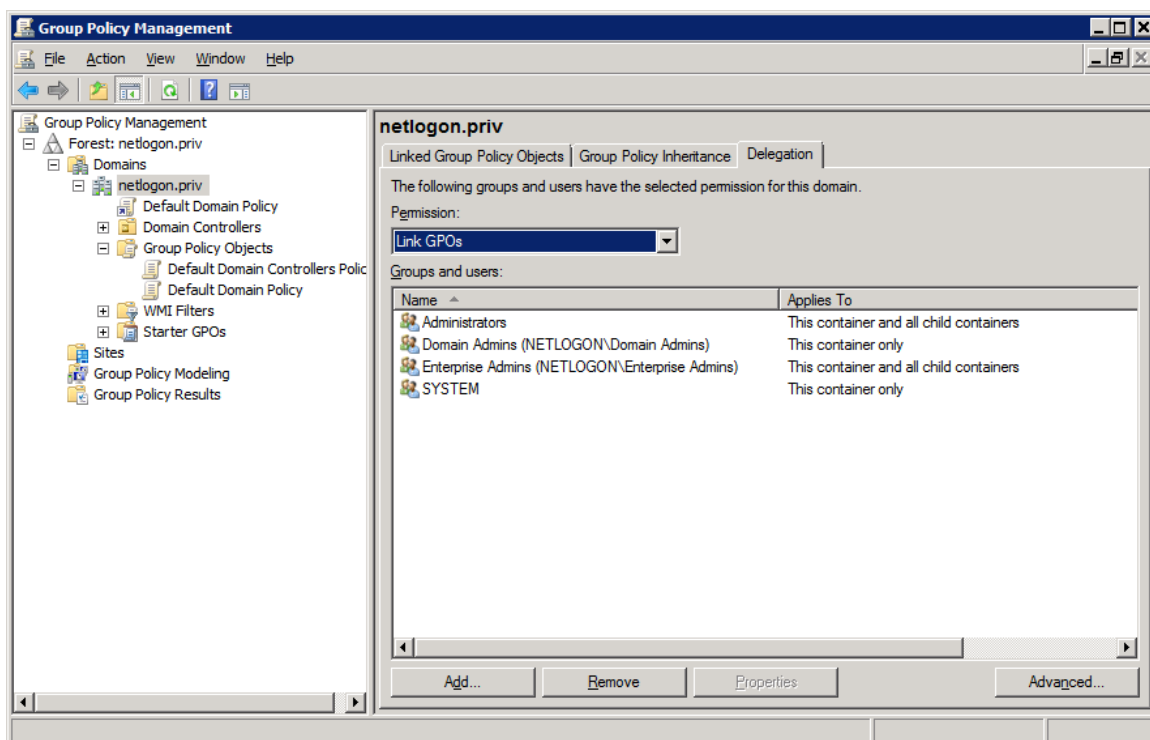 Group Policy Management
File Action View Window Help
Group Policy Management
Forest: netlogon.priv
Domains
netlogon.priv
Default Domain Policy
Domain Controllers
Group Policy Objects
Default Domain Controllers Polic
Default Domain Policy
WMI Filters
Starter GPOs
Sites
Group Policy Modeling
Group Policy Results
netlogon.priv
Linked Group Policy Objects Group Policy Inheritance Delegation
The following groups and users have the selected permission for this domain.
Permission:
Link GPOs
Groups and users:
Name Applies To
Administrators This container and all child containers
Domain Admins (NETLOGON\Domain Admins) This container only
Enterprise Admins (NETLOGON\Enterprise Admins) This container and all child containers
SYSTEM This container only
Add... Remove Properties Advanced...